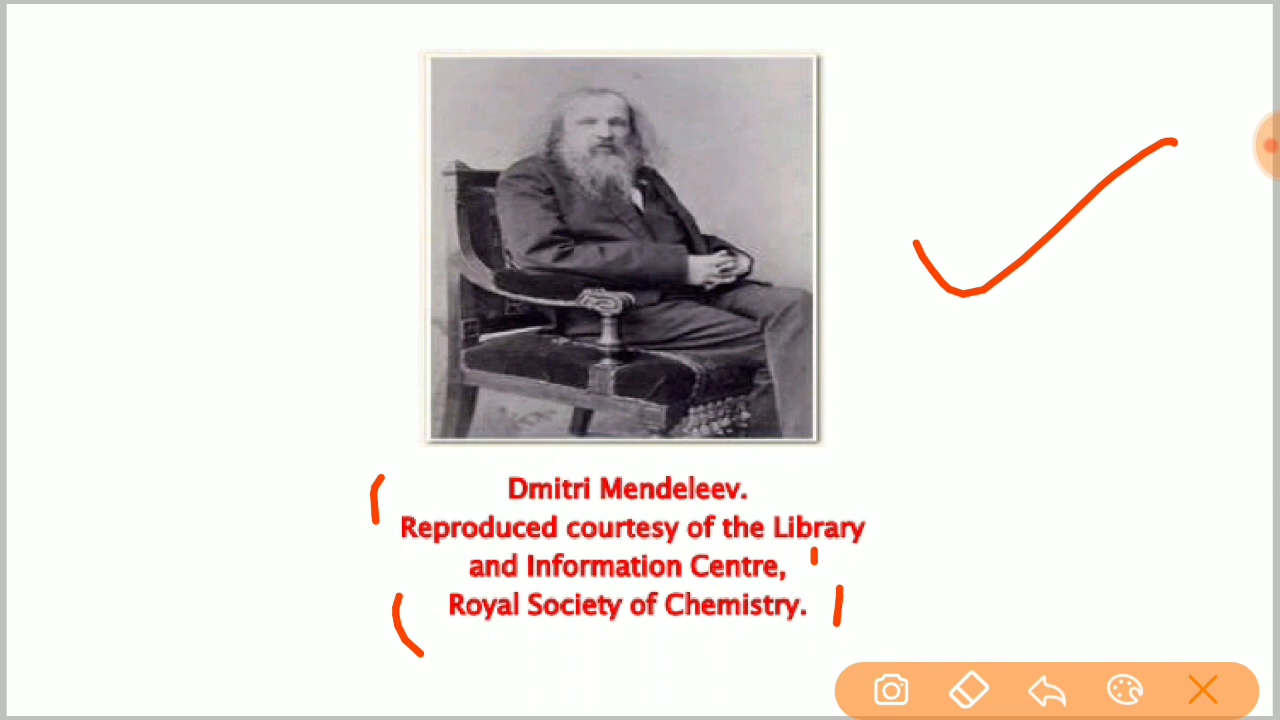 Dmitri Mendeleev.
Reproduced courtesy of the Library
and Information Centre,
Royal Society of Chemistry.